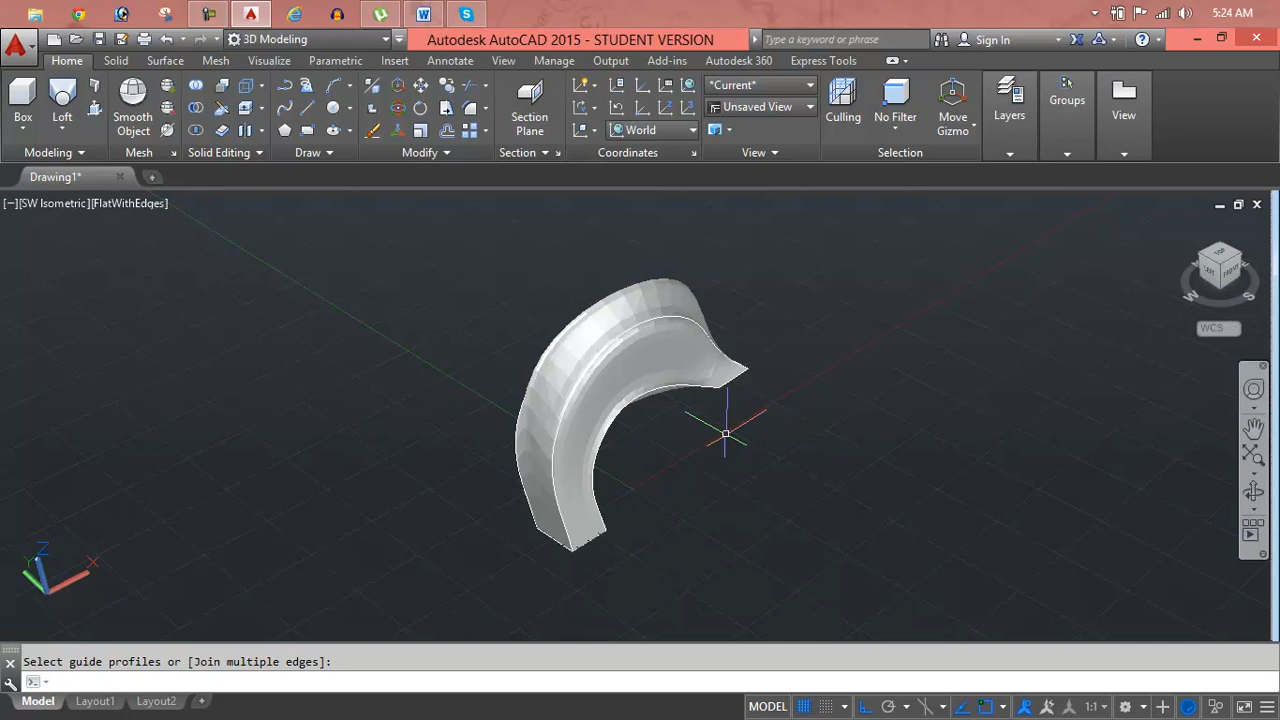 5:24 AM
3D Modeling
Autodesk AutoCAD 2015 - STUDENT VERSION
Type a keyword or phrase
Sign In
Home Solid Surface Mesh Visualize Parametric Insert Annotate View Manage Output Add-ins Autodesk 360 Express Tools
Box
Loft
Smooth
Object
Section
Plane
*Current*
Unsaved View
World
Culling
No Filter
Move
Gizmo
Layers
Groups
View
Modeling
Mesh
Solid Editing
Draw
Modify
Section
Coordinates
View
Selection
Drawing1*
[−][SW Isometric][FlatWithEdges]
TOP
LEFT
FRONT
W
S
WCS
Z
Y
X
Select guide profiles or [Join multiple edges]:
Model Layout1 Layout2
MODEL
1:1